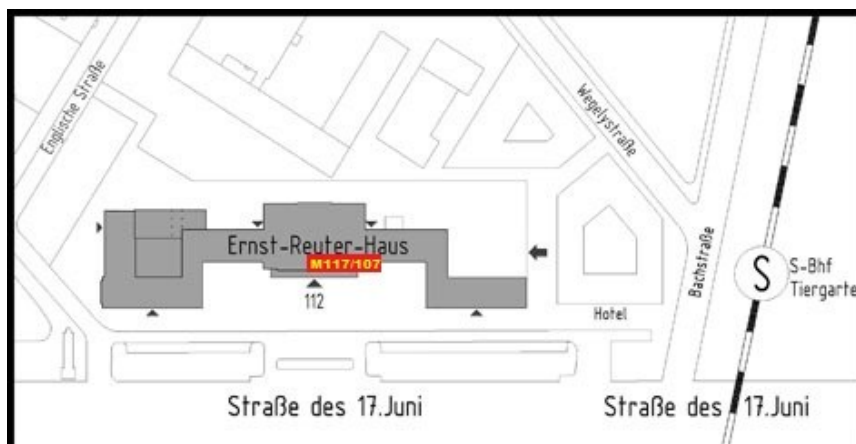 Englische Straße
Wegelystraße
Ernst-Reuter-Haus
M117/107
112
Bachstraße
S
S-Bhf
Tiergarte
Hotel
Straße des 17.Juni
Straße des 17.Juni